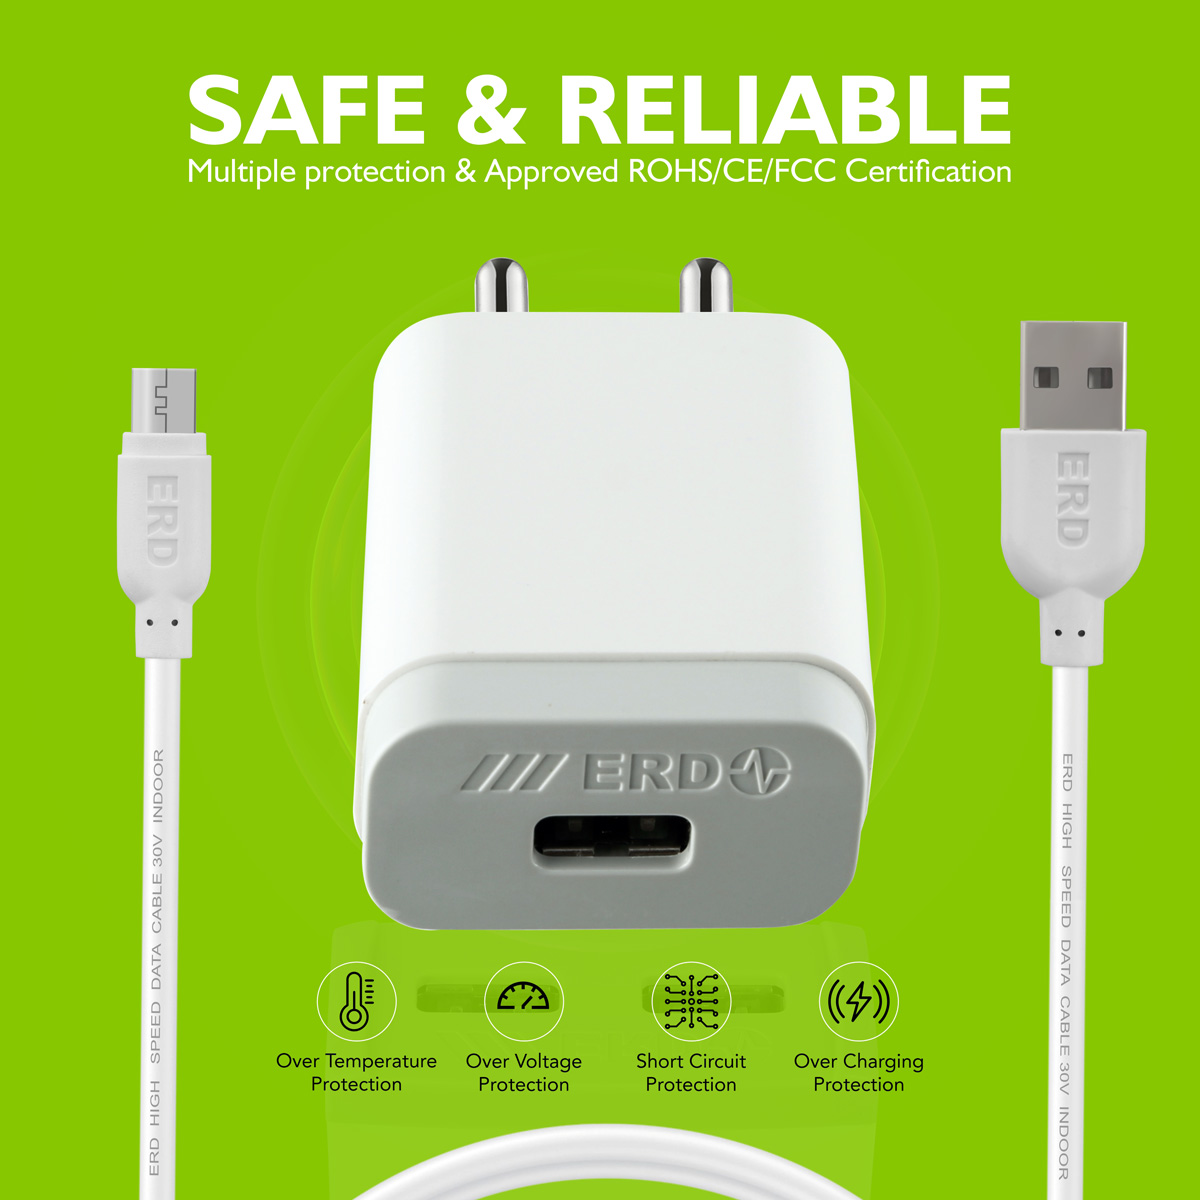 SAFE & RELIABLE
Multiple protection & Approved ROHS/CE/FCC Certification
ERD
ERD
ERD
ERD HIGH SPEED DATA CABLE 30V INDOOR
ERD HIGH SPEED DATA CABLE 30V INDOOR
Over Temperature
Protection
Over Voltage
Protection
Short Circuit
Protection
Over Charging
Protection